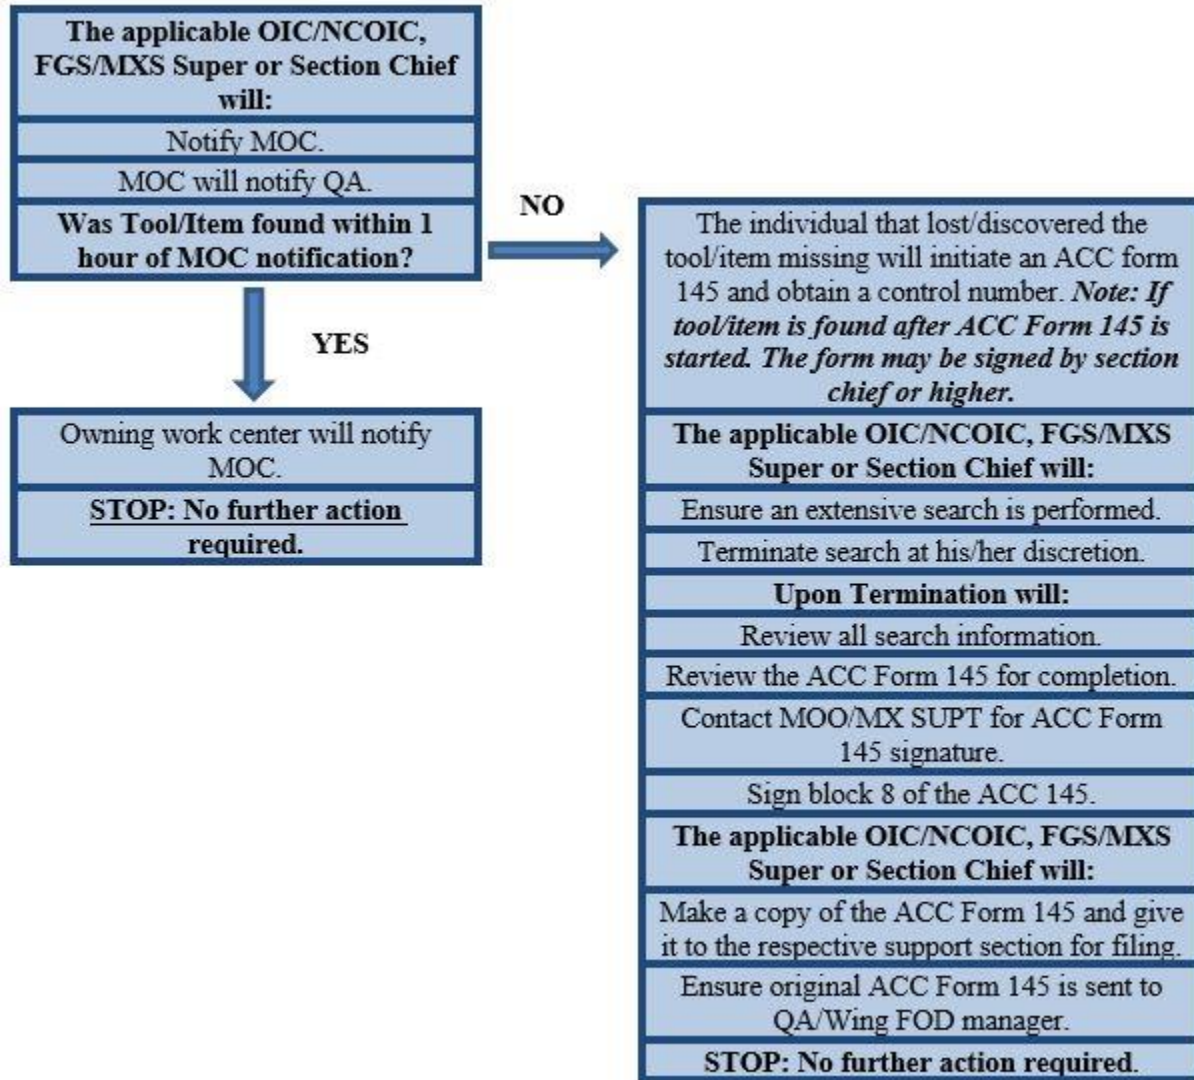 The applicable OIC/NCOIC,
FGS/MXS Super or Section Chief
will:
Notify MOC.
MOC will notify QA.
Was Tool/Item found within 1
hour of MOC notification?
NO
YES
Owning work center will notify
MOC.
STOP: No further action
required.
The individual that lost/discovered the
tool/item missing will initiate an ACC form
145 and obtain a control number. Note: If
tool/item is found after ACC Form 145 is
started. The form may be signed by section
chief or higher.
The applicable OIC/NCOIC, FGS/MXS
Super or Section Chief will:
Ensure an extensive search is performed.
Terminate search at his/her discretion.
Upon Termination will:
Review all search information.
Review the ACC Form 145 for completion.
Contact MOO/MX SUPT for ACC Form
145 signature.
Sign block 8 of the ACC 145.
The applicable OIC/NCOIC, FGS/MXS
Super or Section Chief will:
Make a copy of the ACC Form 145 and give
it to the respective support section for filing.
Ensure original ACC Form 145 is sent to
QA/Wing FOD manager.
STOP: No further action required.